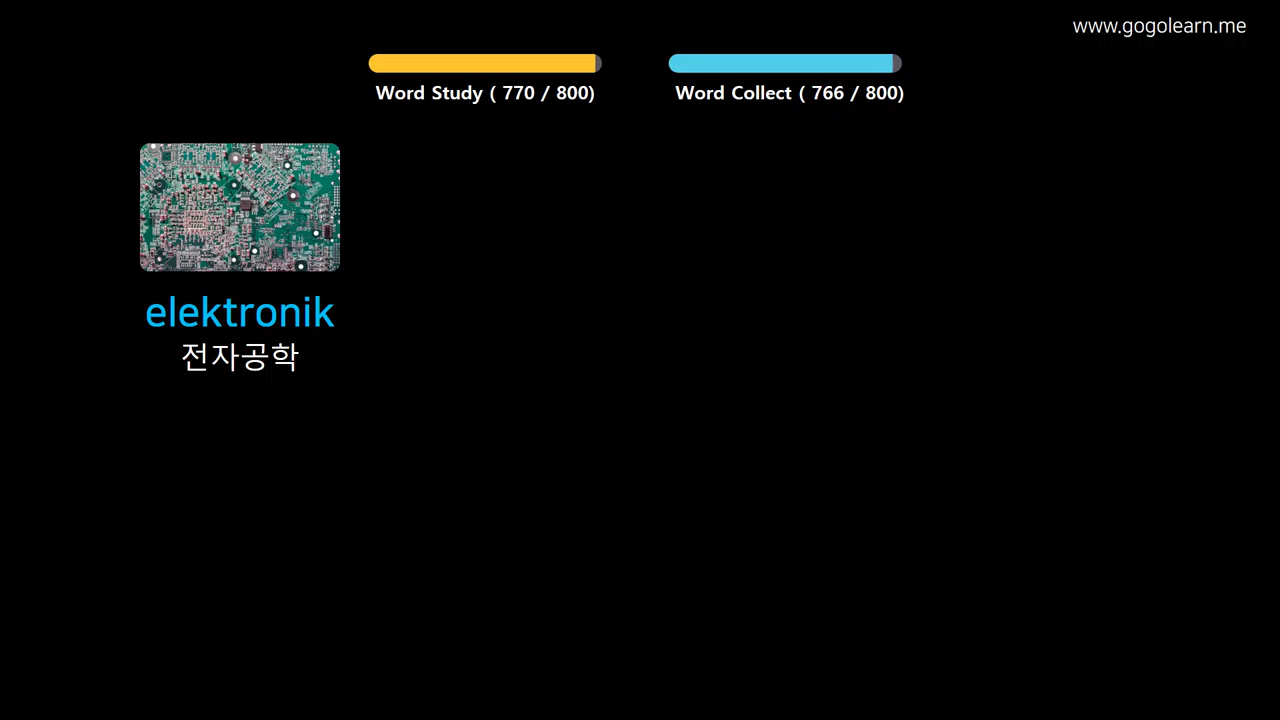 www.gogolearn.me
Word Study ( 770 / 800)
Word Collect ( 766 / 800)
elektronik
전자공학